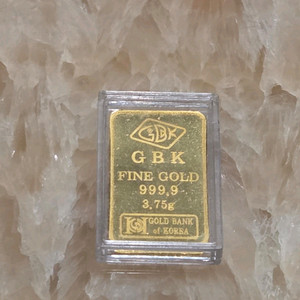 GBK
GBK
FINE GOLD
999.9
3.75g
GOLD BANK
of KOREA